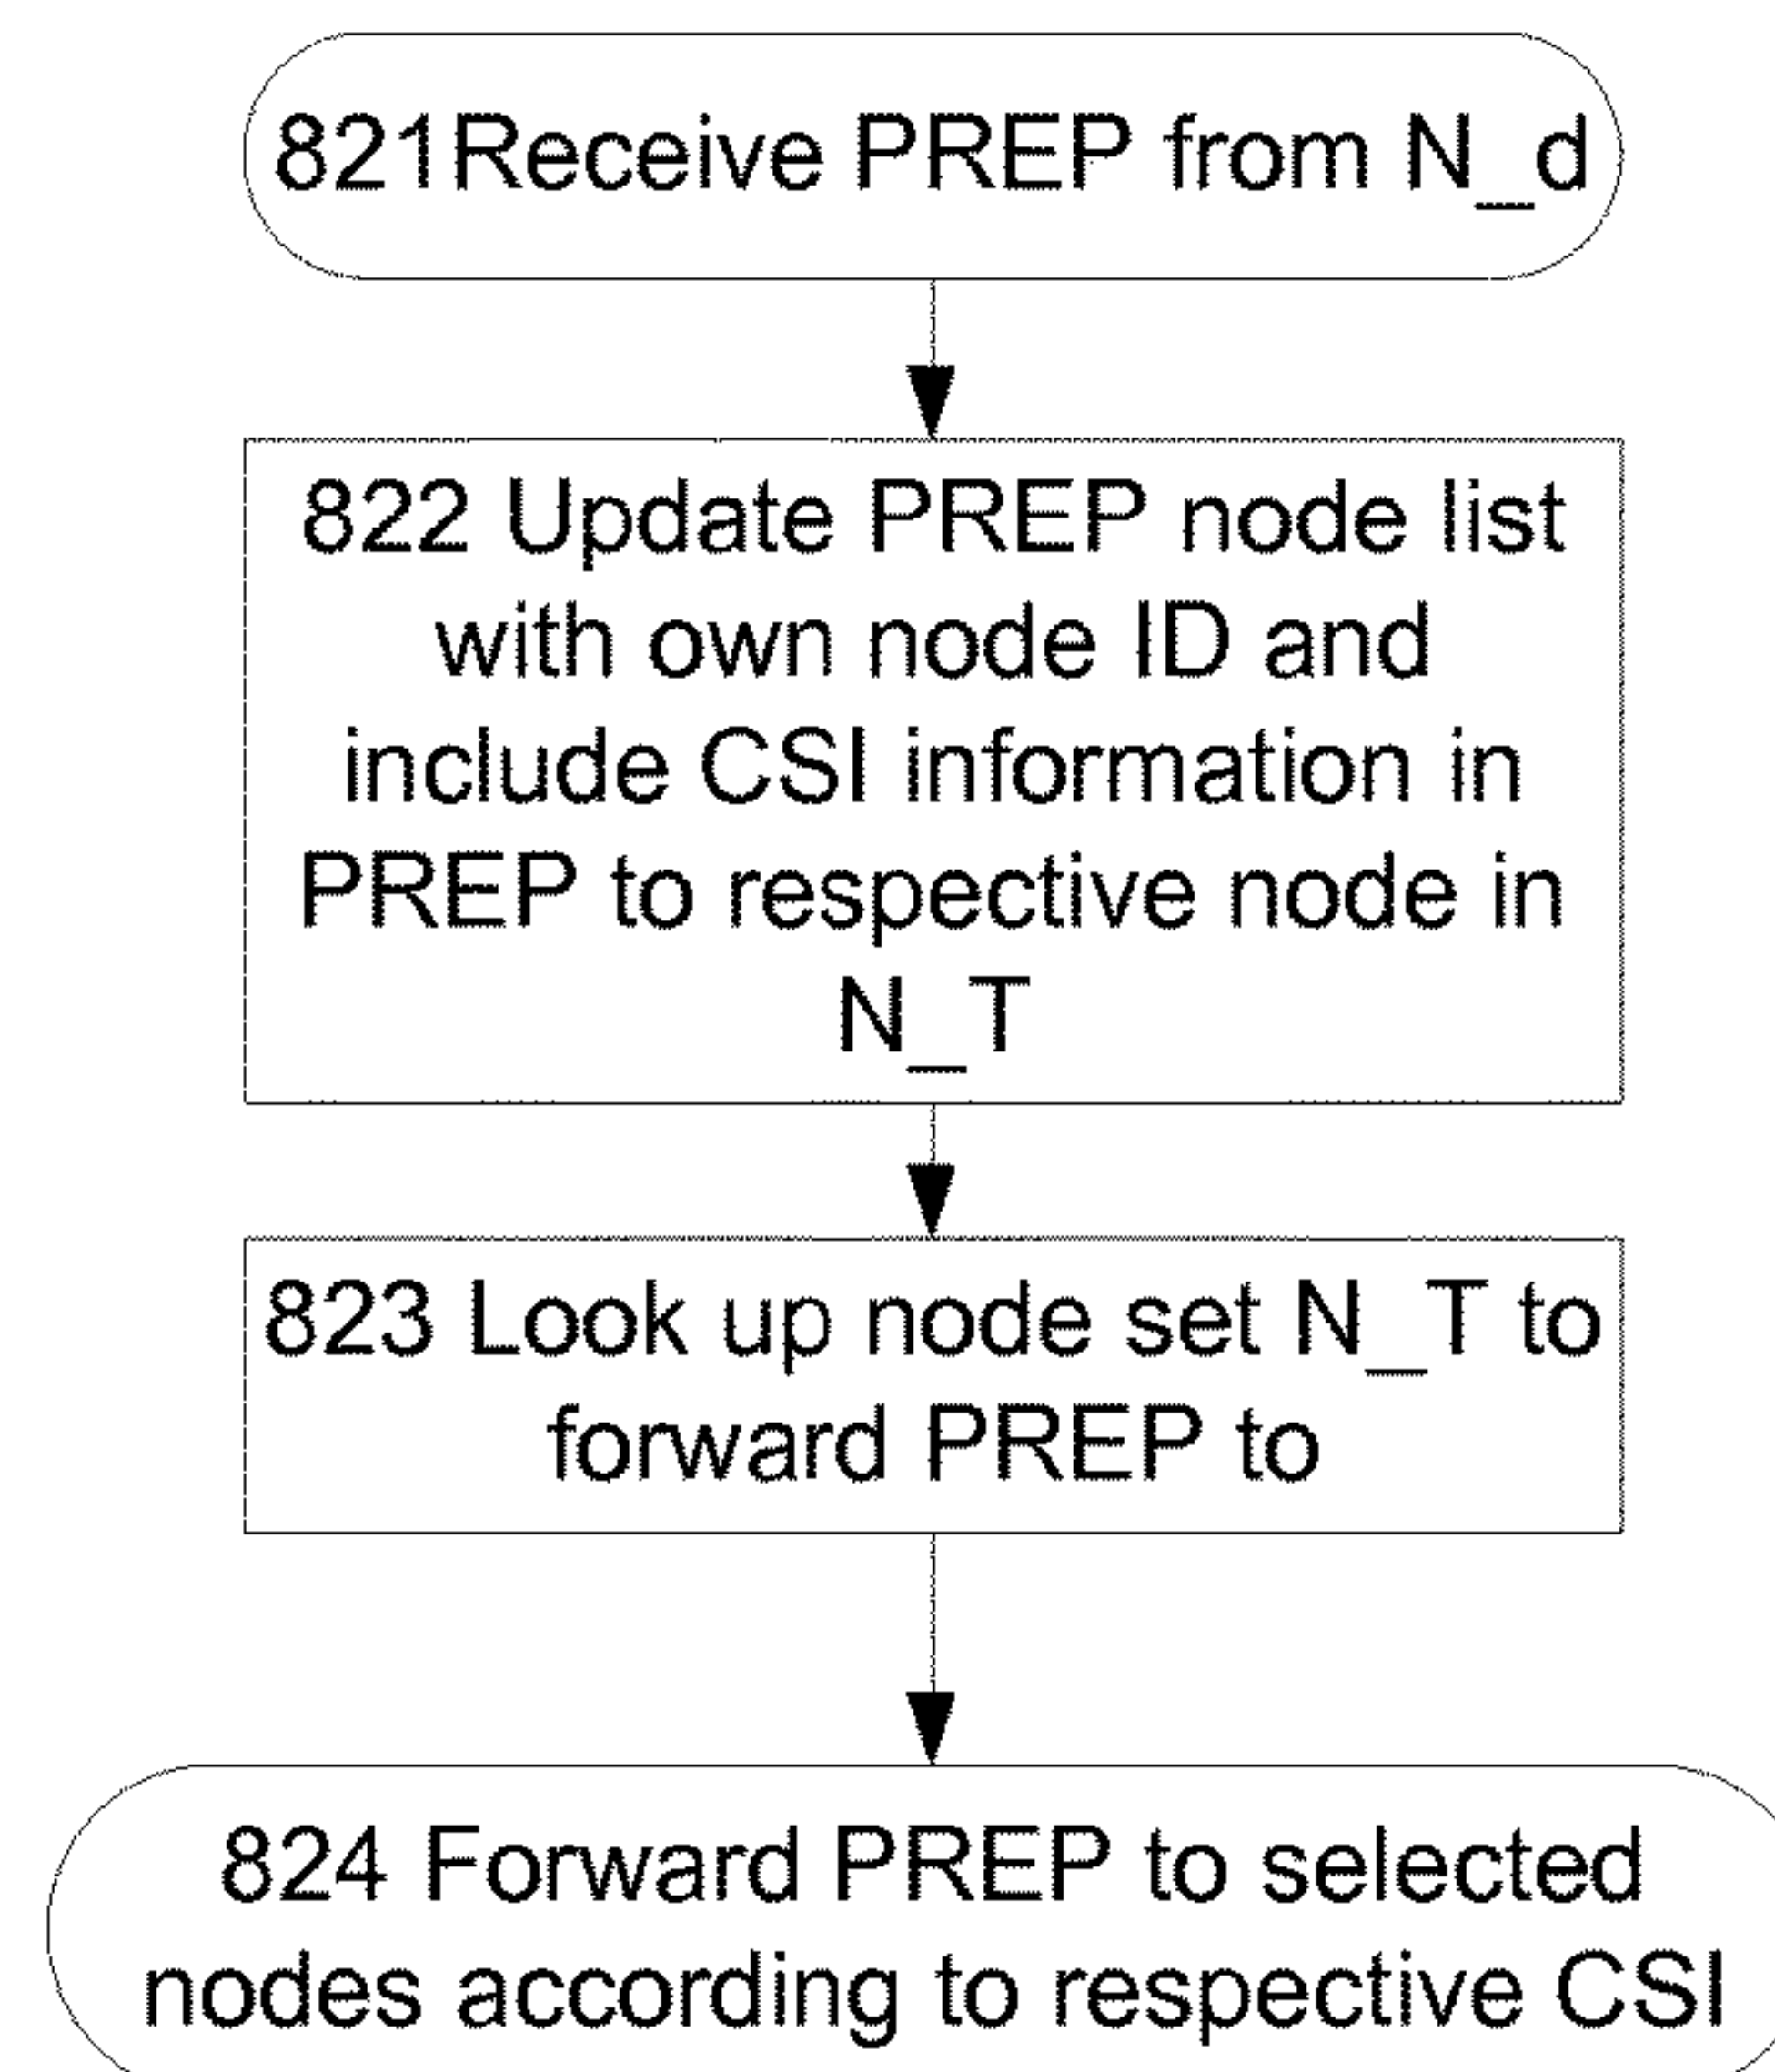 821Receive PREP from N_d
822 Update PREP node list
with own node ID and
include CSI information in
PREP to respective node in
N_T
823 Look up node set N_T to
forward PREP to
824 Forward PREP to selected
nodes according to respective CSI